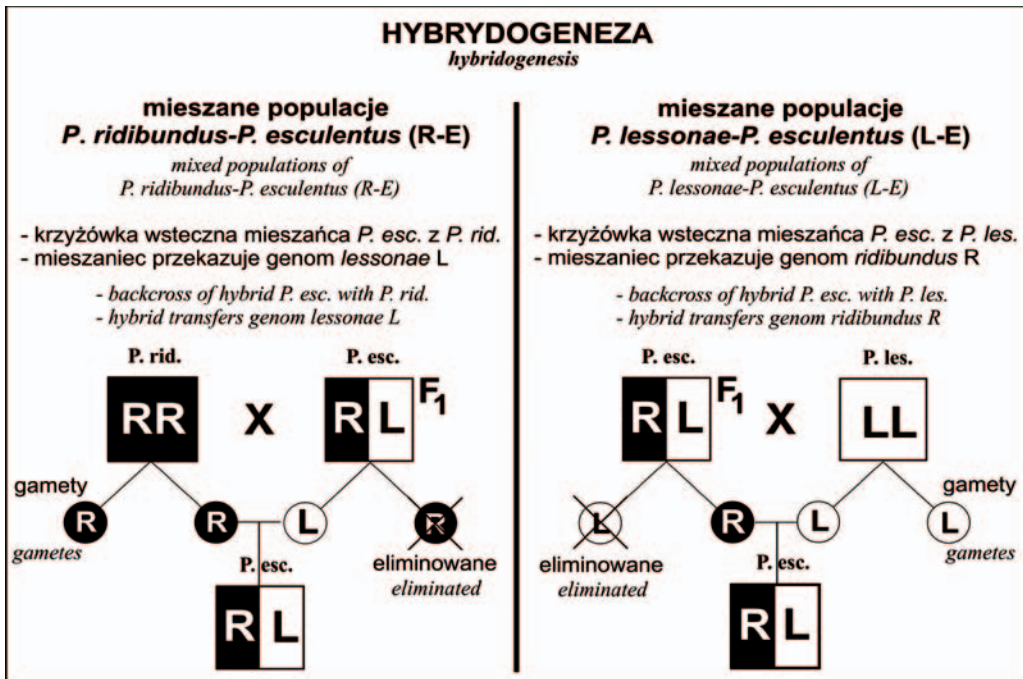 HYBRYDOGENEZA
hybridogenesis
mieszane populacje
P. ridibundus-P. esculentus (R-E)
mixed populations of
P. ridibundus-P. esculentus (R-E)
- krzyżówka wsteczna mieszańca P. esc. z P. rid.
- mieszaniec przekazuje genom lessonae L
- backcross of hybrid P. esc. with P. rid.
- hybrid transfers genom lessonae L
P. rid.
P. esc.
RR
X
R L
F1
gamety
R
R
L
R
gametes
eliminowane
eliminated
P. esc.
R L
mieszane populacje
P. lessonae-P. esculentus (L-E)
mixed populations of
P. lessonae-P. esculentus (L-E)
- krzyżówka wsteczna mieszańca P. esc. z P. les.
- mieszaniec przekazuje genom ridibundus R
- backcross of hybrid P. esc. with P. les.
- hybrid transfers genom ridibundus R
P. esc.
P. les.
R L
F1
X
LL
gamety
L
R
L
L
eliminowane
eliminated
gametes
P. esc.
R L